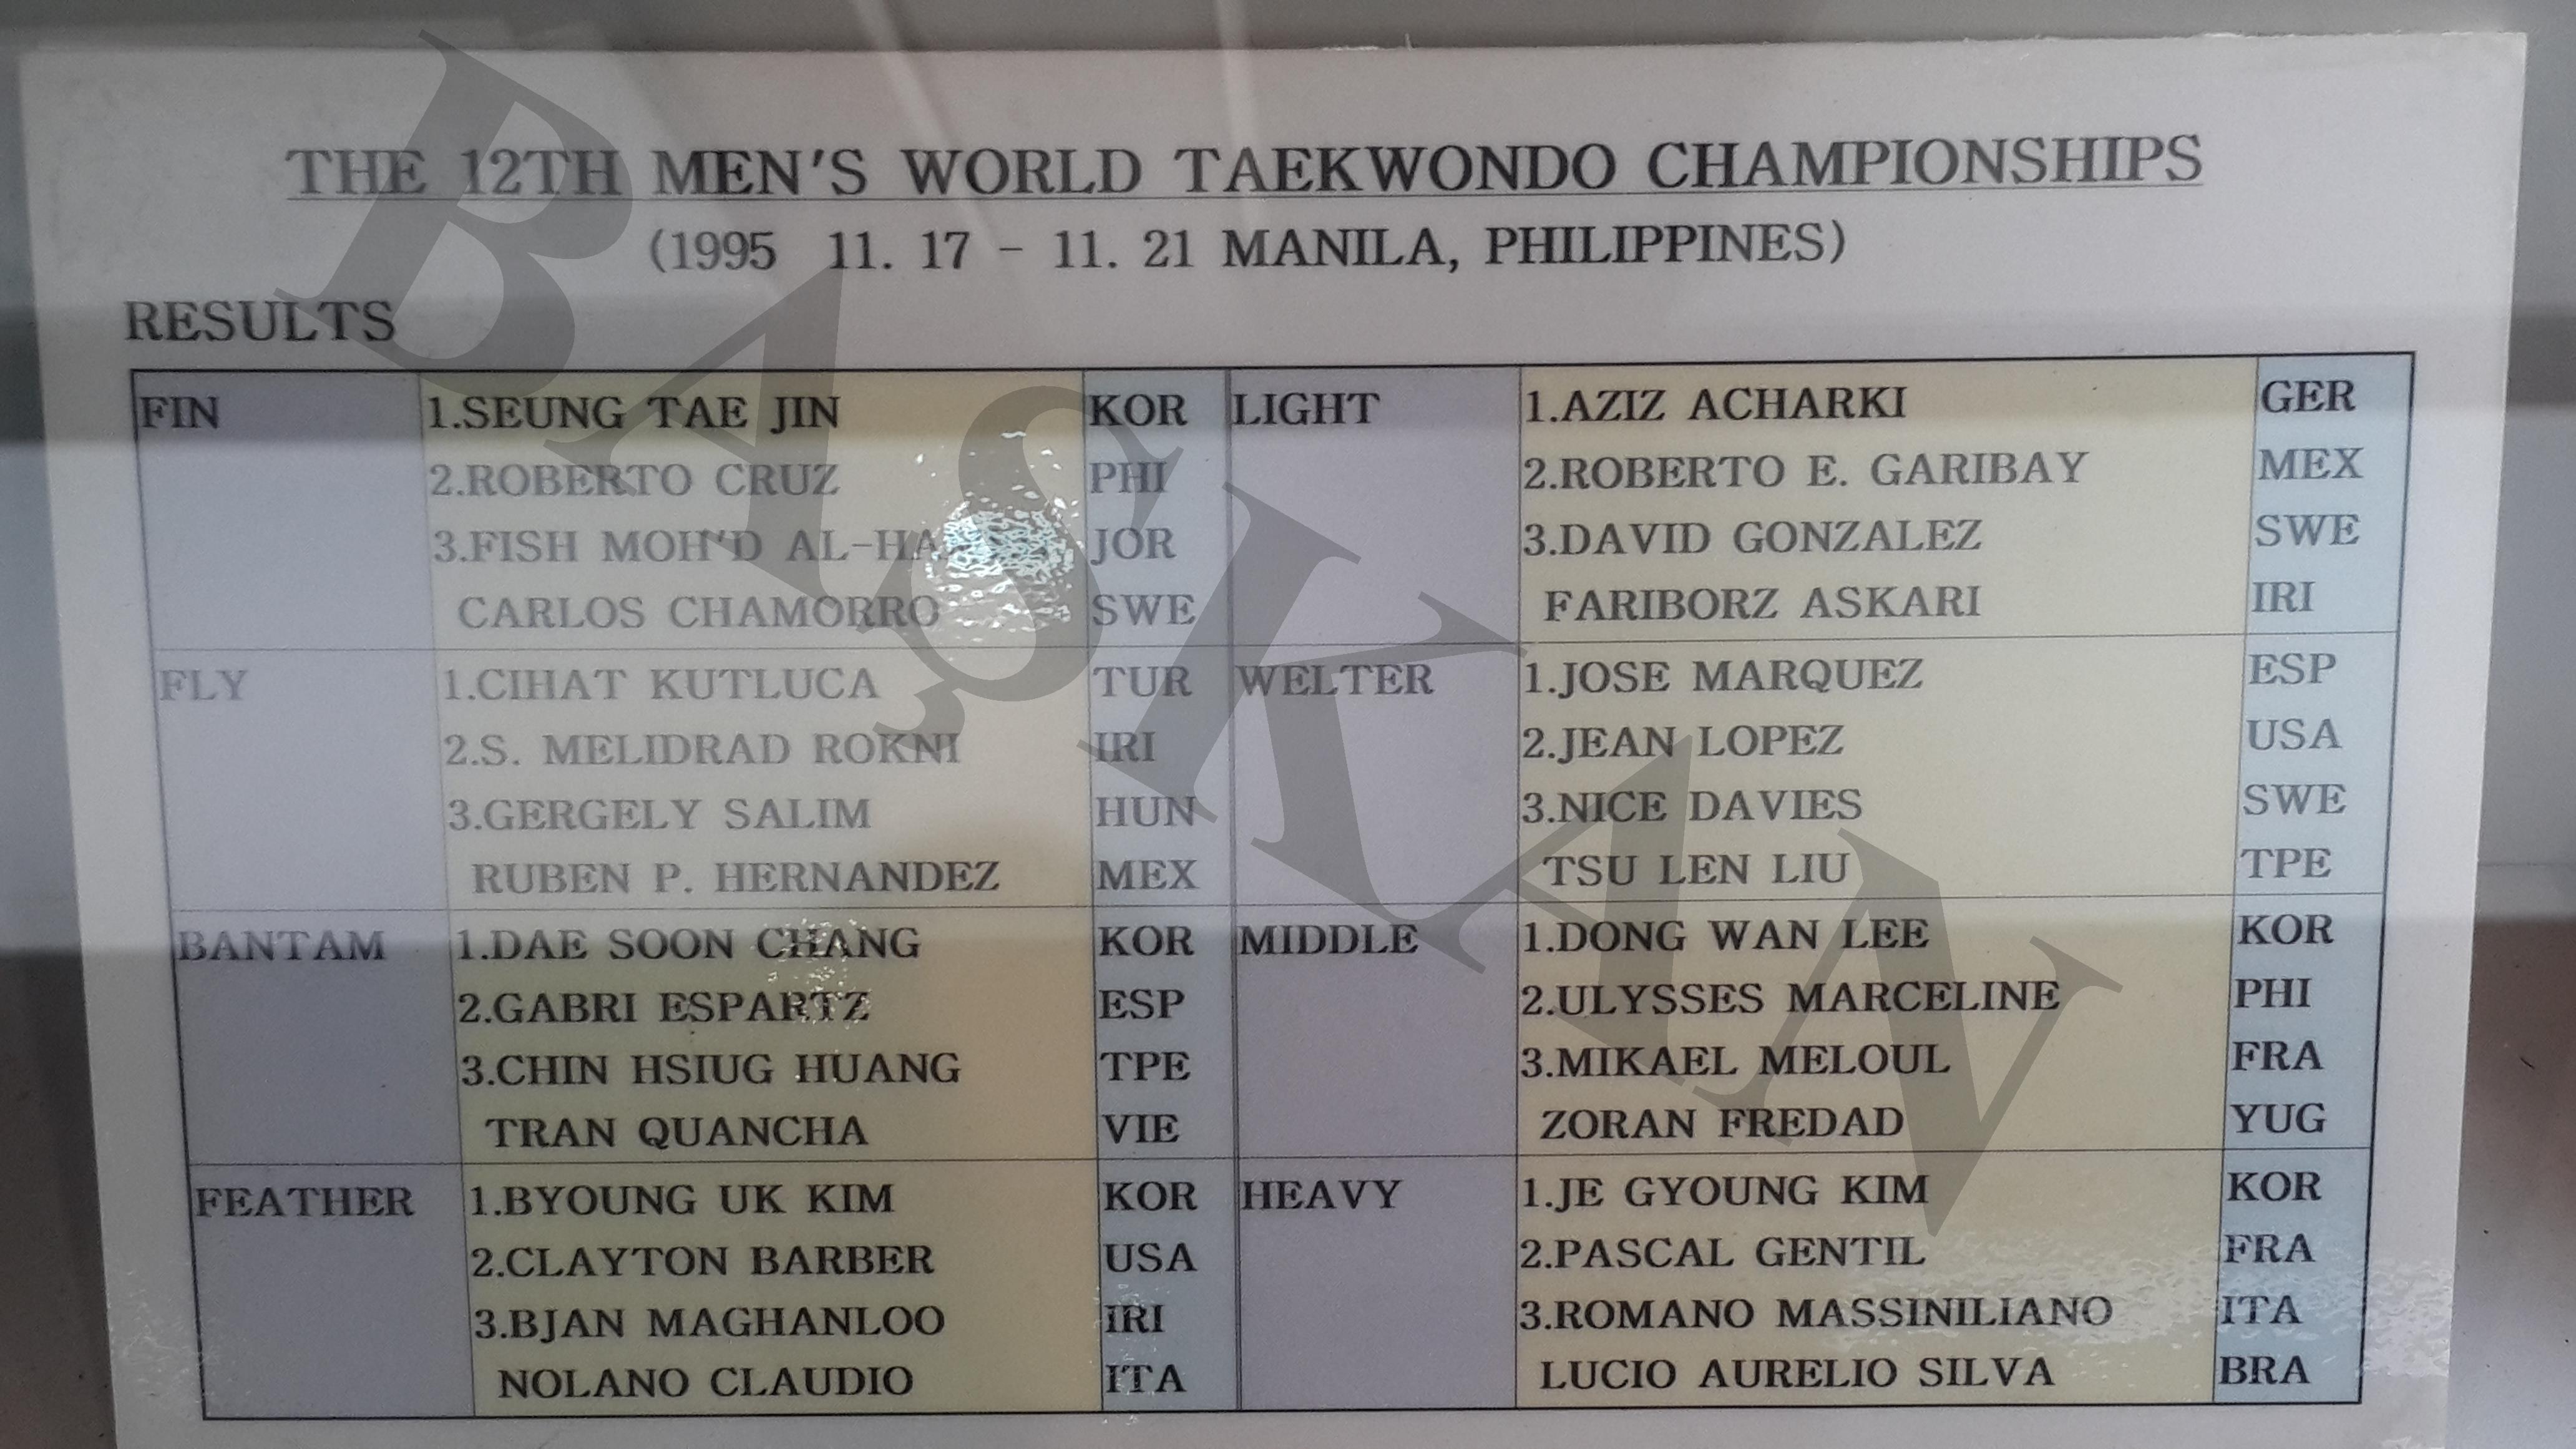 THE 12TH MEN'S WORLD TAEKWONDO CHAMPIONSHIPS
(1995 11. 17 - 11. 21 MANILA, PHILIPPINES)
RESULTS
FIN 1.SEUNG TAE JIN KOR LIGHT 1.AZIZ ACHARKI GER
2.ROBERTO CRUZ PHI 2.ROBERTO E. GARIBAY MEX
3.FISH MOH'D JOR 3.DAVID GONZALEZ SWE
CARLOS CHAMORRO SWE FARIBORZ ASKARI IRI
FLY 1.CIHAT KUTLUCA TUR WELTER 1.JOSE MARQUEZ ESP
2.S. MELIDRAD ROKNI IRI 2.JEAN LOPEZ USA
3.GERGELY SALIM HUN 3.NICE DAVIES SWE
RUBEN P. HERNANDEZ MEX TSU LEN LIU TPE
BANTAM 1.DAE SOON CHANG KOR MIDDLE 1.DONG WAN LEE KOR
2.GABRI ESPARTZ ESP 2.ULYSSES MARCELINE PHI
3.CHIN HSIUG HUANG TPE 3.MIKAEL MELOUL FRA
TRAN QUANCHA VIE ZORAN FREDAD YUG
FEATHER 1.BYOUNG UK KIM KOR HEAVY 1.JE GYOUNG KIM KOR
2.CLAYTON BARBER USA 2.PASCAL GENTIL FRA
3.BJAN MAGHANLOO IRI 3.ROMANO MASSINILIANO ITA
NOLANO CLAUDIO ITA LUCIO AURELIO SILVA BRA
BAŞKAN